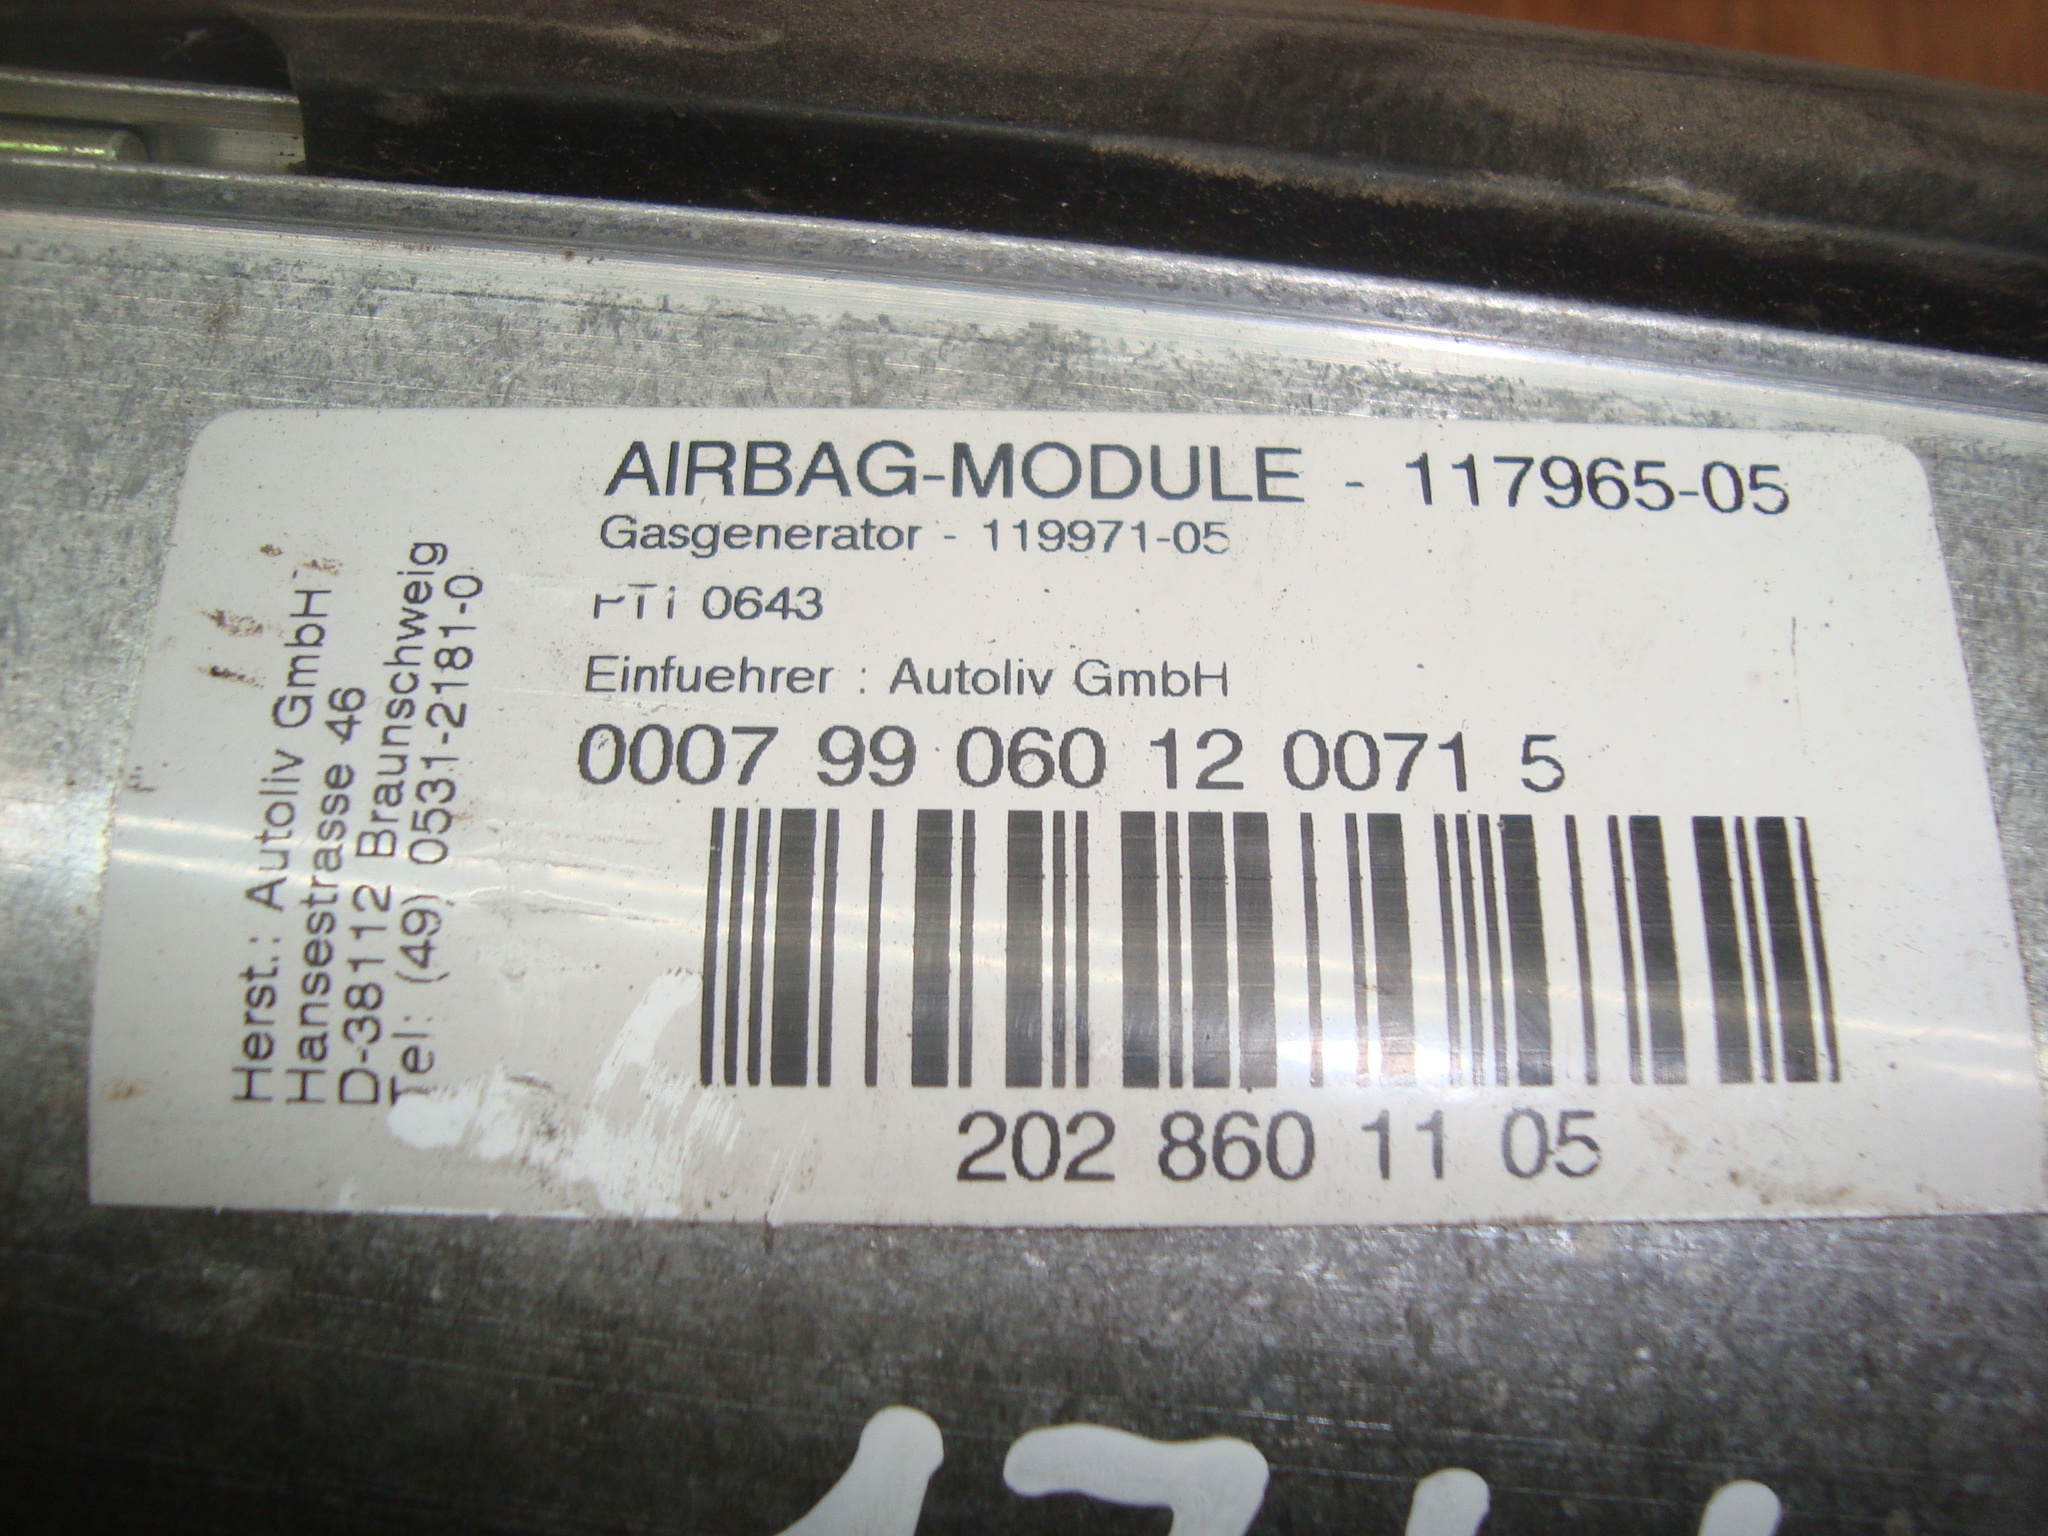 AIRBAG-MODULE - 117965-05
Gasgenerator - 119971-05
PTI 0643
Einfuehrer : Autoliv GmbH
0007 99 060 12 0071 5
202 860 11 05
Herst.: Autoliv GmbH
Hansestrasse 46
D-38112 Braunschweig
Tel: (49) 0531-2181-0